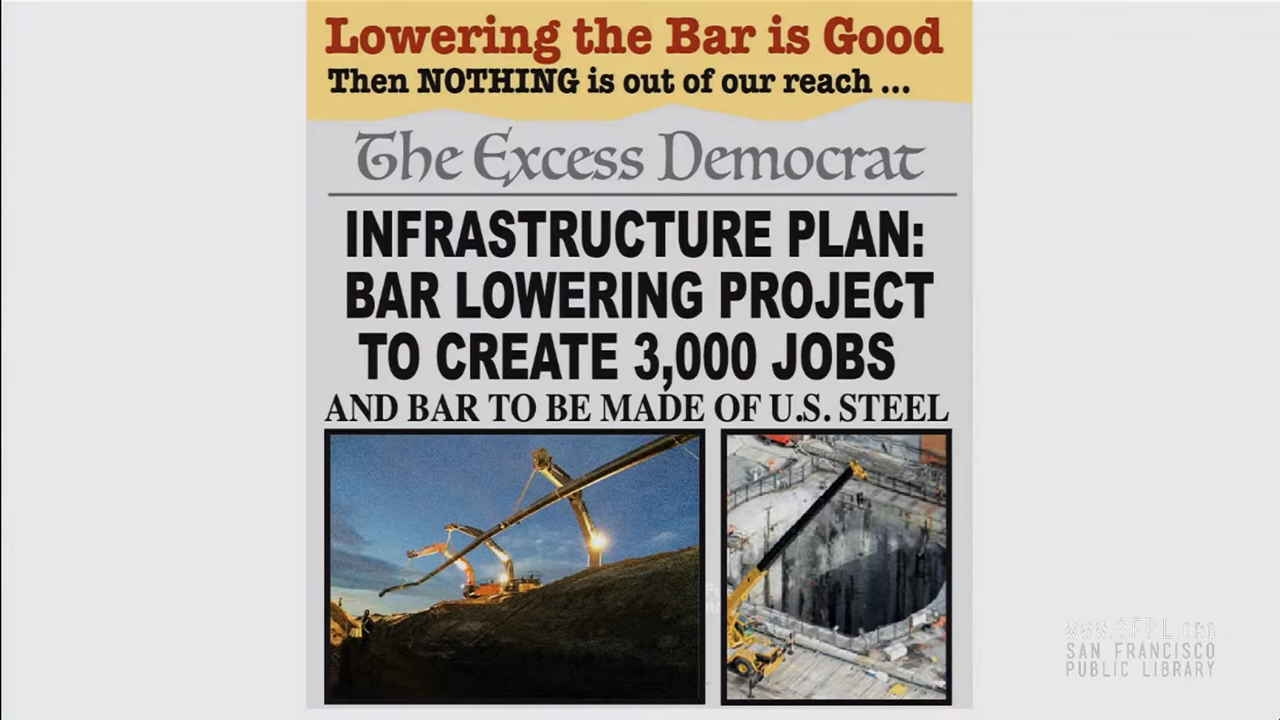 Lowering the Bar is Good
Then NOTHING is out of our reach ...
The Excess Democrat
INFRASTRUCTURE PLAN:
BAR LOWERING PROJECT
TO CREATE 3,000 JOBS
AND BAR TO BE MADE OF U.S. STEEL
www.SFPL.org
SAN FRANCISCO
PUBLIC LIBRARY